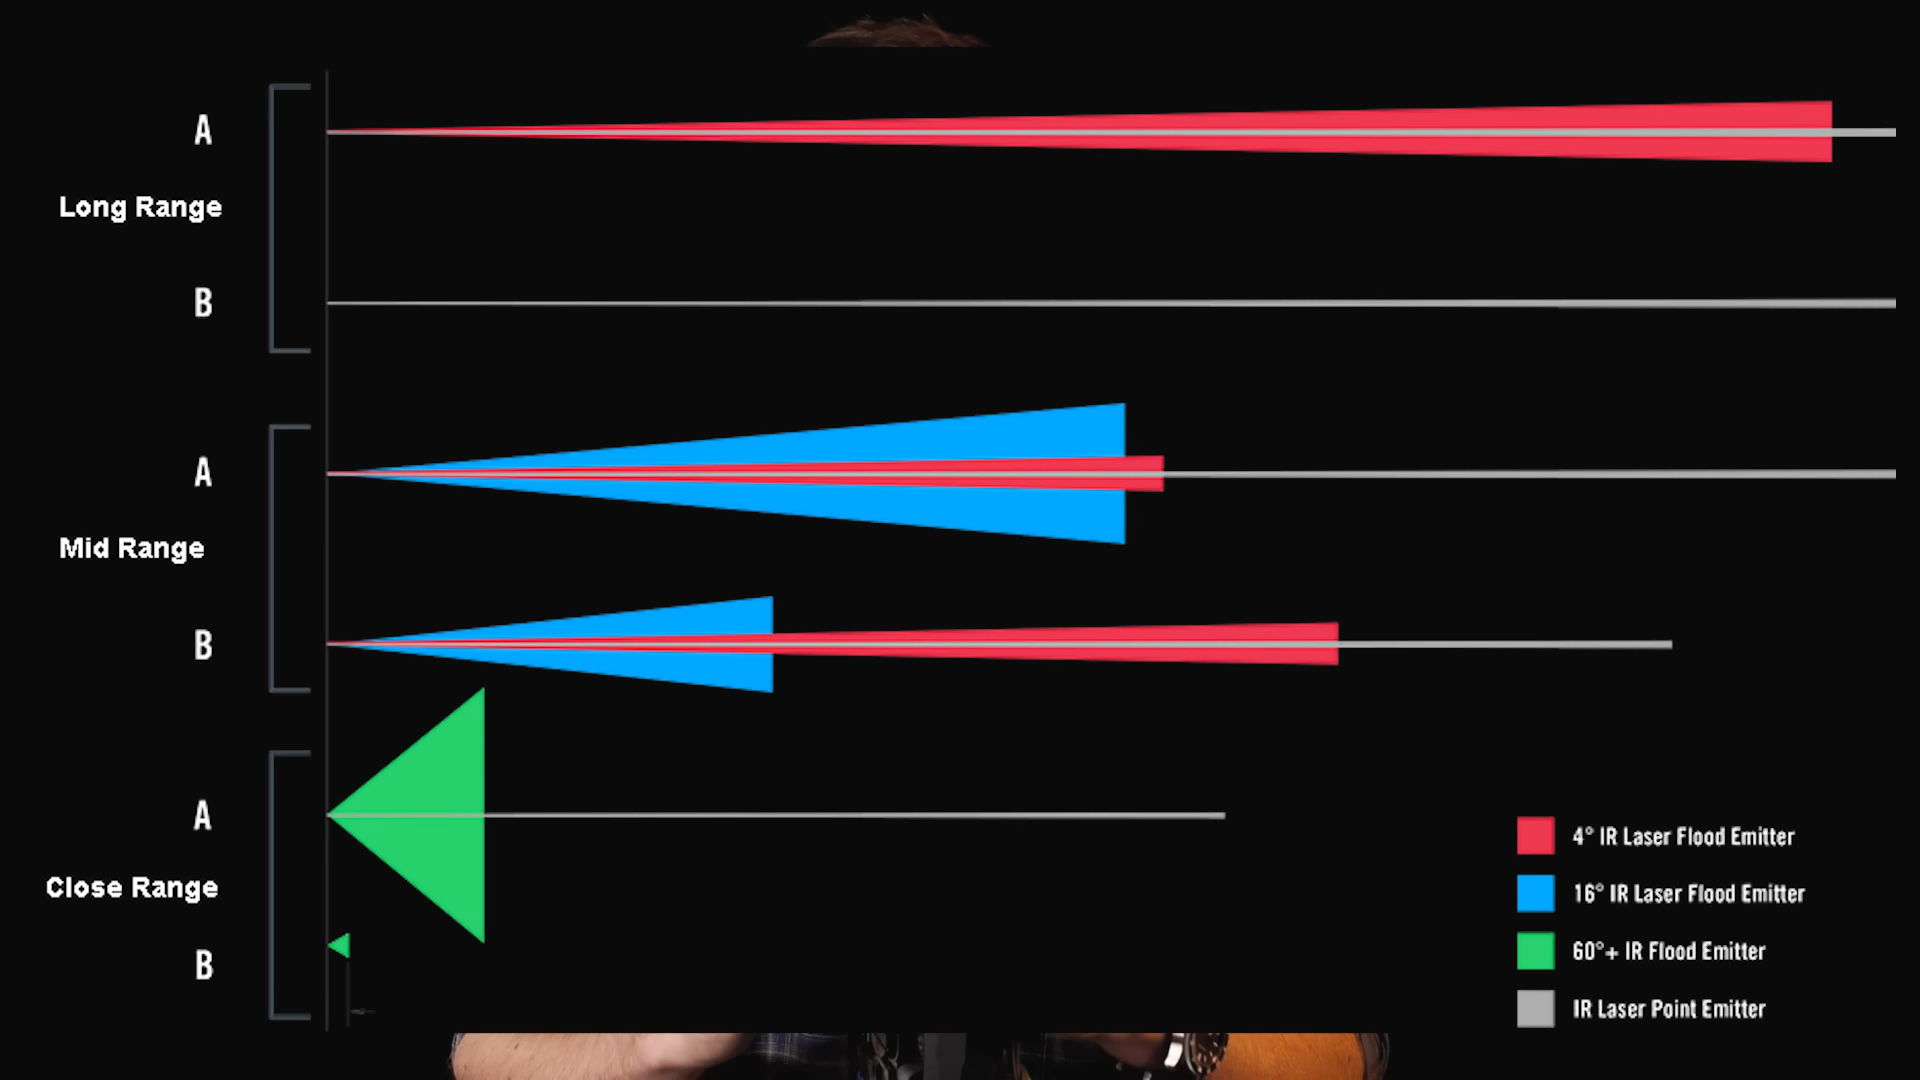 A
Long Range
B
A
Mid Range
B
A
Close Range
B
4° IR Laser Flood Emitter
16° IR Laser Flood Emitter
60°+ IR Flood Emitter
IR Laser Point Emitter